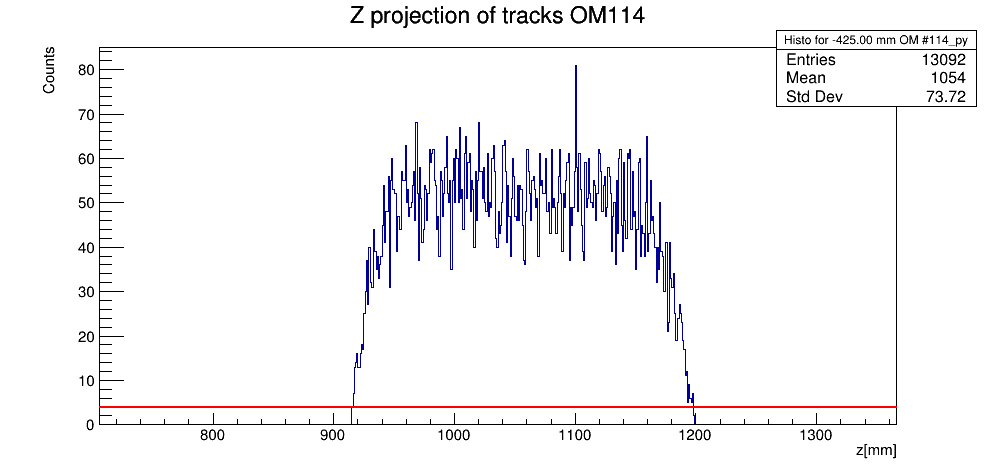 Z projection of tracks OM114
Histo for -425.00 mm OM #114_py
Entries 13092
Mean 1054
Std Dev 73.72
Counts
80
70
60
50
40
30
20
10
0
800 900 1000 1100 1200 1300
z[mm]